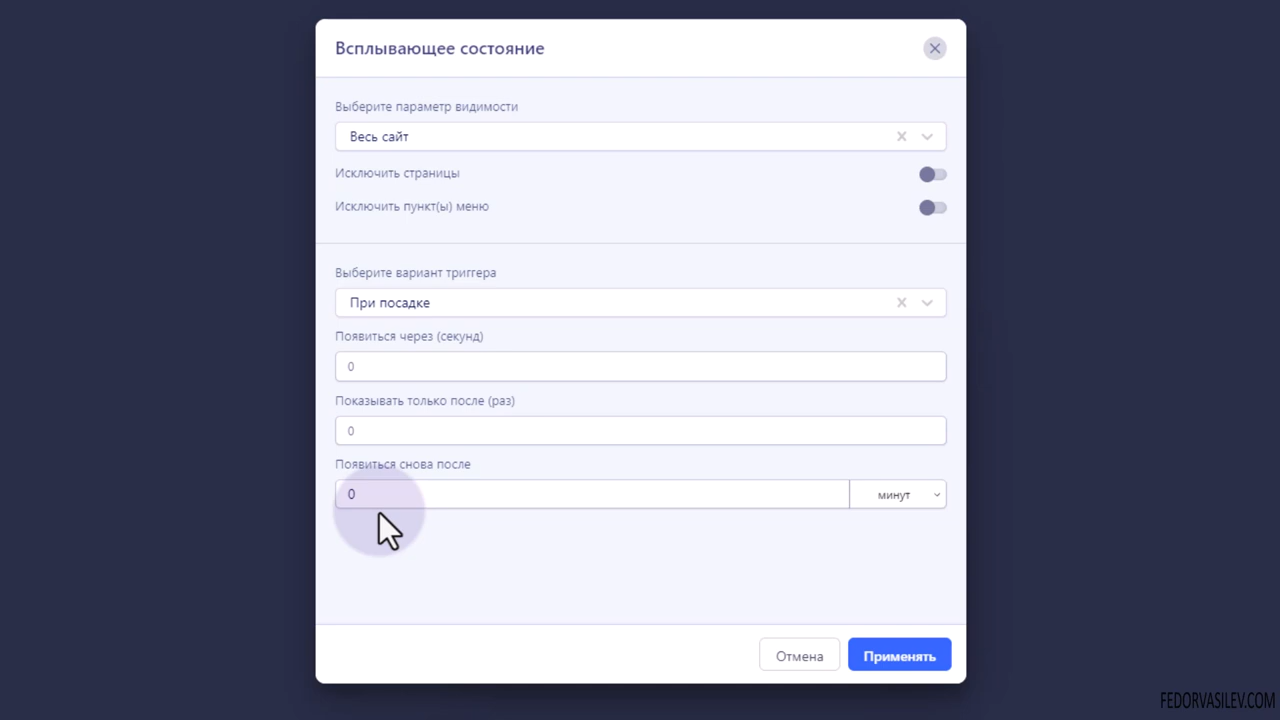 Всплывающее состояние
Выберите параметр видимости
Весь сайт
Исключить страницы
Исключить пункт(ы) меню
Выберите вариант триггера
При посадке
Появиться через (секунд)
0
Показывать только после (раз)
0
Появиться снова после
0 минут
Отмена Применять
FEDORVASILEV.COM